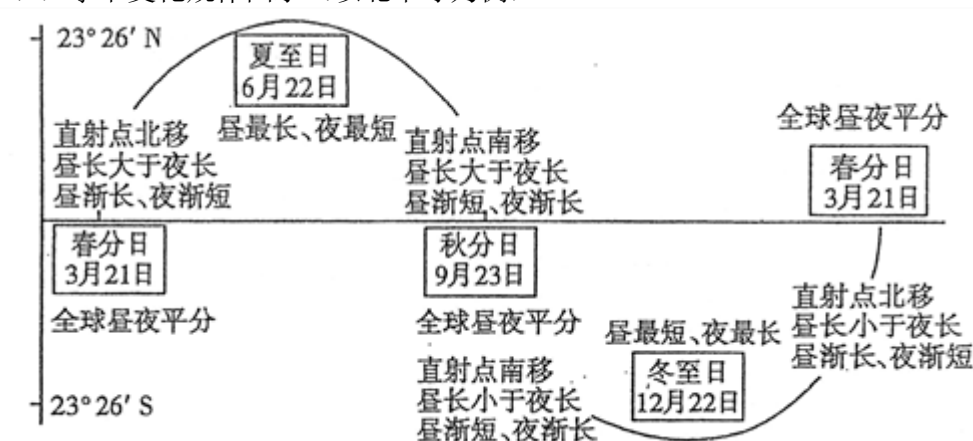 23°26′N
夏至日
6月22日
昼最长、夜最短
直射点北移
昼长大于夜长
昼渐长、夜渐短
直射点南移
昼长大于夜长
昼渐短、夜渐长
全球昼夜平分
春分日
3月21日
春分日
3月21日
全球昼夜平分
秋分日
9月23日
全球昼夜平分
直射点南移
昼长小于夜长
昼渐短、夜渐长
昼最短、夜最长
冬至日
12月22日
直射点北移
昼长小于夜长
昼渐长、夜渐短
23°26′S